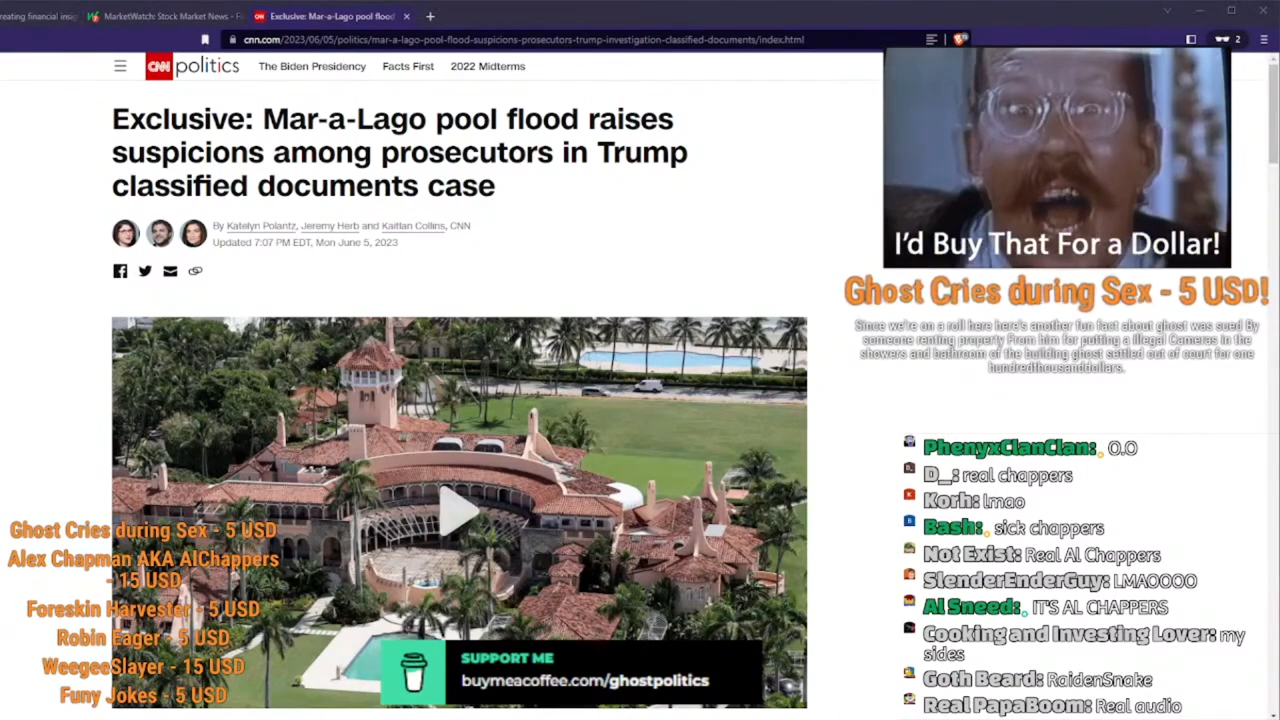 reating financial insig
MarketWatch: Stock Market News - Fi
CNN
Exclusive: Mar-a-Lago pool flood
cnn.com/2023/06/05/politics/mar-a-lago-pool-flood-suspicions-prosecutors-trump-investigation-classified-documents/index.html
2
CNN politics
The Biden Presidency
Facts First
2022 Midterms
Exclusive: Mar-a-Lago pool flood raises
suspicions among prosecutors in Trump
classified documents case
By Katelyn Polantz, Jeremy Herb and Kaitlan Collins, CNN
Updated 7:07 PM EDT, Mon June 5, 2023
I'd Buy That For a Dollar!
Ghost Cries during Sex - 5 USD!
Since we're on a roll here here's another fun fact about ghost was sued By
someone renting property From him for putting a illegal Cameras In the
showers and bathroom of the building ghost settled out of court for one
hundredthousanddollars.
PhenyxClanClan: O.O
D_: real chappers
Korh: lmao
Bash: sick chappers
Not Exist: Real Al Chappers
SlenderEnderGuy: LMAOOOO
Al Sneed: IT'S AL CHAPPERS
Cooking and Investing Lover: my
sides
Goth Beard: RaidenSnake
Real PapaBoom: Real audio
Ghost Cries during Sex - 5 USD
Alex Chapman AKA AlChappers
- 15 USD
Foreskin Harvester - 5 USD
Robin Eager - 5 USD
WeegeeSlayer - 15 USD
Funy Jokes - 5 USD
SUPPORT ME
buymeacoffee.com/ghostpolitics